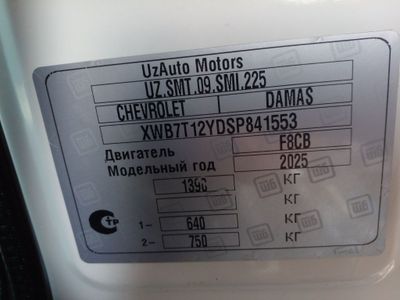 UzAuto Motors
UZ.SMT.09.SMI.225
CHEVROLET DAMAS
XWB7T12YDSP841553
Двигатель F8CB
Модельный год 2025
1390 КГ
КГ
1– 640 КГ
2– 750 КГ